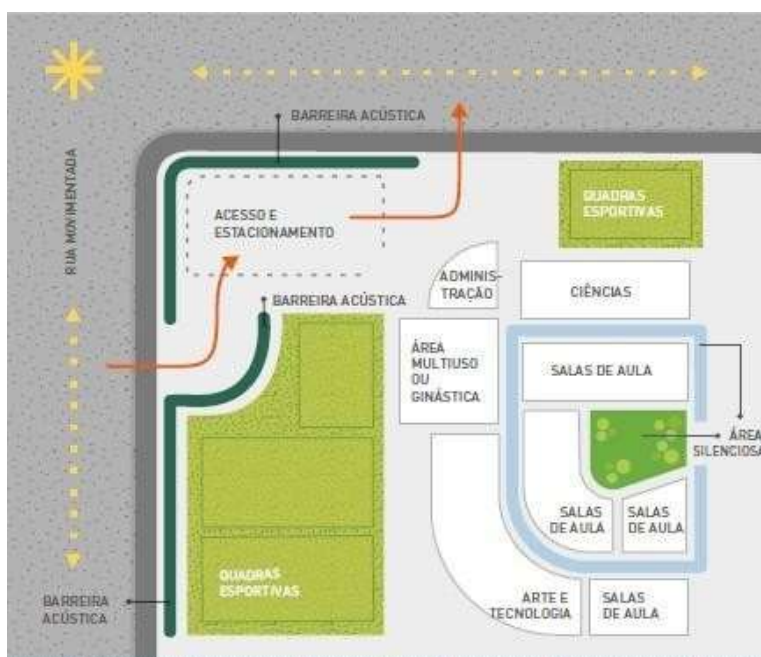 BARREIRA ACÚSTICA
RUA MOVIMENTADA
ACESSO E
ESTACIONAMENTO
QUADRAS
ESPORTIVAS
ADMINIS-
TRAÇÃO
CIÊNCIAS
BARREIRA ACÚSTICA
ÁREA
MULTIUSO
OU
GINÁSTICA
SALAS DE AULA
ÁREA
SILENCIOSA
SALAS
DE AULA
SALAS
DE AULA
QUADRAS
ESPORTIVAS
BARREIRA
ACÚSTICA
ARTE E
TECNOLOGIA
SALAS
DE AULA